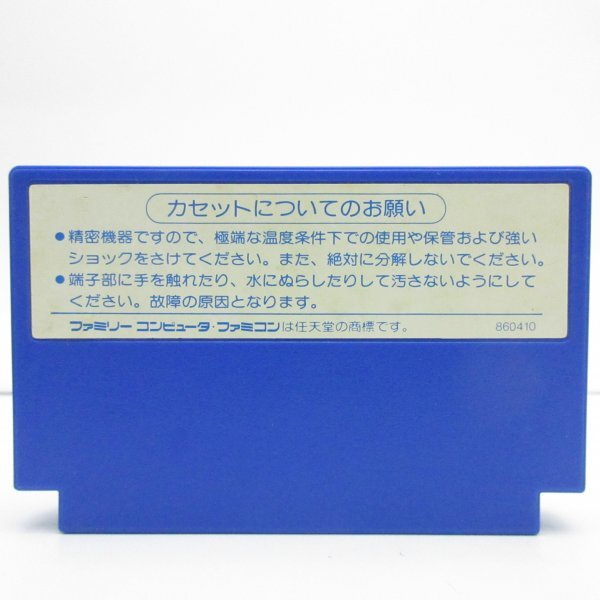 カセットについてのお願い
●精密機器ですので、極端な温度条件下での使用や保管および強い
ショックをさけてください。また、絶対に分解しないでください。
●端子部に手を触れたり、水にぬらしたりして汚さないようにして
ください。故障の原因となります。
ファミリー コンピュータ・ファミコンは任天堂の商標です。 860410